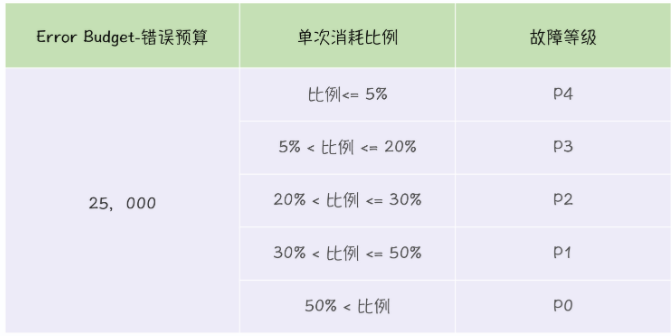 Error Budget-错误预算 单次消耗比例 故障等级
比例<= 5% P4
5% < 比例 <= 20% P3
25，000 20% < 比例 <= 30% P2
30% < 比例 <= 50% P1
50% < 比例 P0